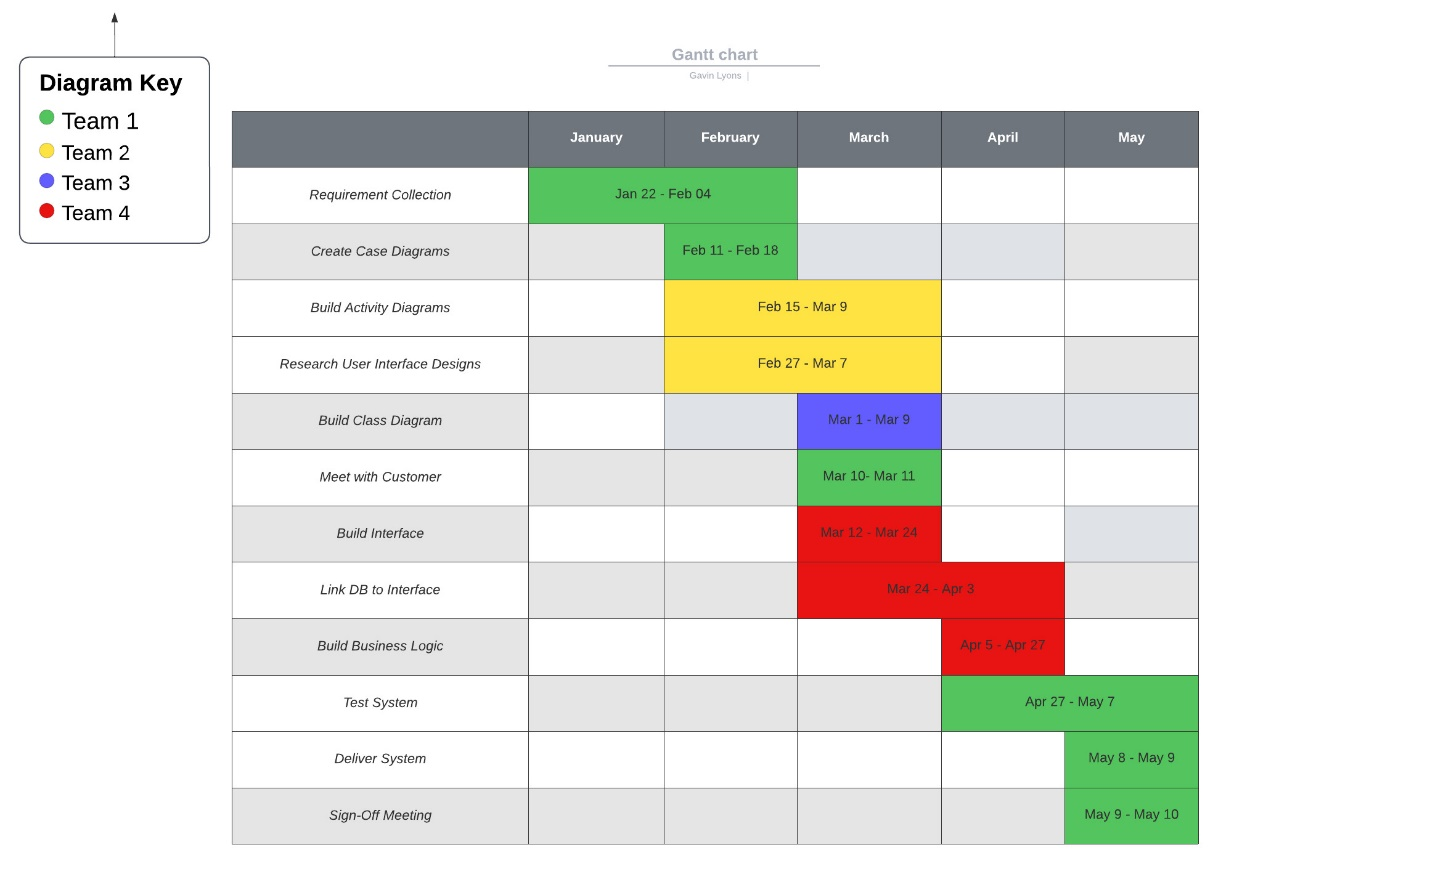 Gantt chart
Gavin Lyons |
Diagram Key
Team 1
Team 2
Team 3
Team 4
January February March April May
Requirement Collection Jan 22 - Feb 04
Create Case Diagrams Feb 11 - Feb 18
Build Activity Diagrams Feb 15 - Mar 9
Research User Interface Designs Feb 27 - Mar 7
Build Class Diagram Mar 1 - Mar 9
Meet with Customer Mar 10- Mar 11
Build Interface Mar 12 - Mar 24
Link DB to Interface Mar 24 - Apr 3
Build Business Logic Apr 5 - Apr 27
Test System Apr 27 - May 7
Deliver System May 8 - May 9
Sign-Off Meeting May 9 - May 10